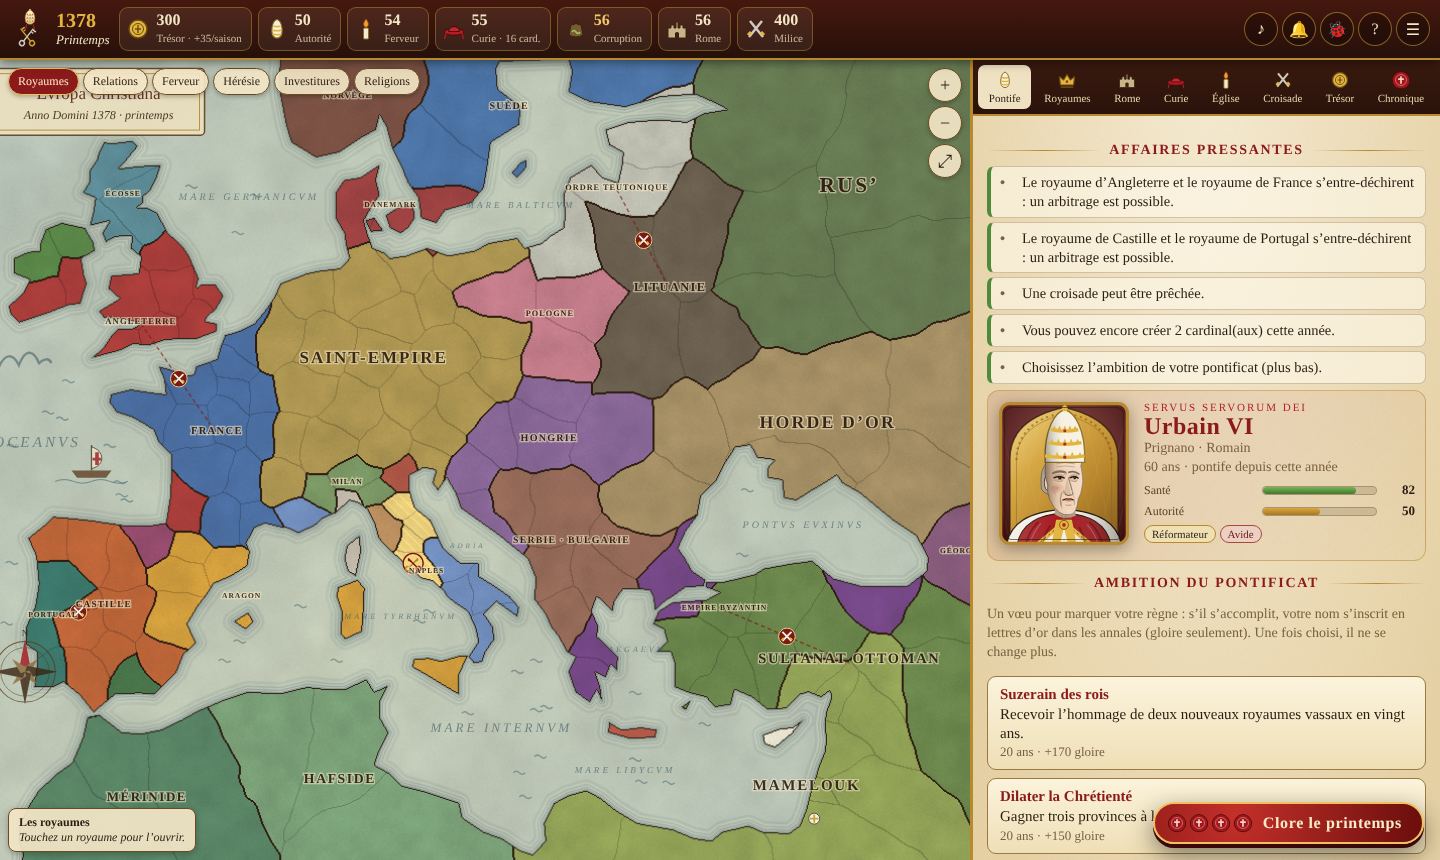 1378
Printemps
300
Trésor · +35/saison
50
Autorité
54
Ferveur
55
Curie · 16 card.
56
Corruption
56
Rome
400
Milice
?
Royaumes
Relations
Ferveur
Hérésie
Investitures
Religions
Evropa Christiana
Anno Domini 1378 · printemps
NORVÈGE
SUÈDE
ÉCOSSE
MARE GERMANICVM
DANEMARK
MARE BALTICVM
ORDRE TEUTONIQUE
RUS’
LITUANIE
ANGLETERRE
POLOGNE
SAINT-EMPIRE
FRANCE
HONGRIE
HORDE D’OR
OCEANVS
MILAN
PONTVS EVXINVS
SERBIE · BULGARIE
ADRIA
GÉORG
NAPLES
ARAGON
CASTILLE
PORTUGAL
MARE TYRRHENVM
EMPIRE BYZANTIN
N
SULTANAT OTTOMAN
MARE INTERNVM
MARE LIBYCVM
HAFSIDE
MAMELOUK
MÉRINIDE
Les royaumes
Touchez un royaume pour l’ouvrir.
Pontife
Royaumes
Rome
Curie
Église
Croisade
Trésor
Chronique
AFFAIRES PRESSANTES
• Le royaume d’Angleterre et le royaume de France s’entre-déchirent
: un arbitrage est possible.
• Le royaume de Castille et le royaume de Portugal s’entre-déchirent
: un arbitrage est possible.
• Une croisade peut être prêchée.
• Vous pouvez encore créer 2 cardinal(aux) cette année.
• Choisissez l’ambition de votre pontificat (plus bas).
SERVUS SERVORUM DEI
Urbain VI
Prignano · Romain
60 ans · pontife depuis cette année
Santé 82
Autorité 50
Réformateur
Avide
AMBITION DU PONTIFICAT
Un vœu pour marquer votre règne : s’il s’accomplit, votre nom s’inscrit en
lettres d’or dans les annales (gloire seulement). Une fois choisi, il ne se
change plus.
Suzerain des rois
Recevoir l’hommage de deux nouveaux royaumes vassaux en vingt
ans.
20 ans · +170 gloire
Dilater la Chrétienté
Gagner trois provinces à l
20 ans · +150 gloire
Clore le printemps